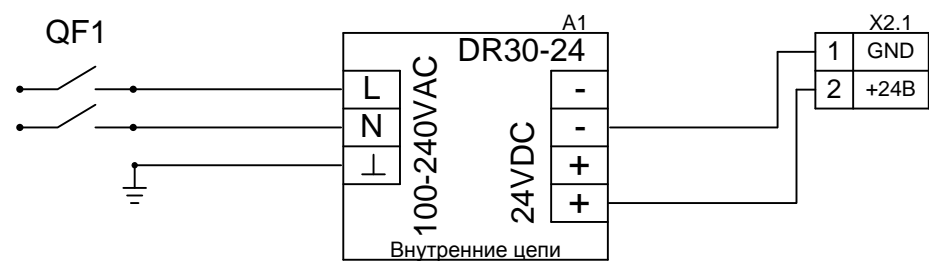 QF1
A1
X2.1
DR30-24
1 GND
2 +24В
L
N
⊥
100-240VAC
24VDC
-
-
+
+
Внутренние цепи